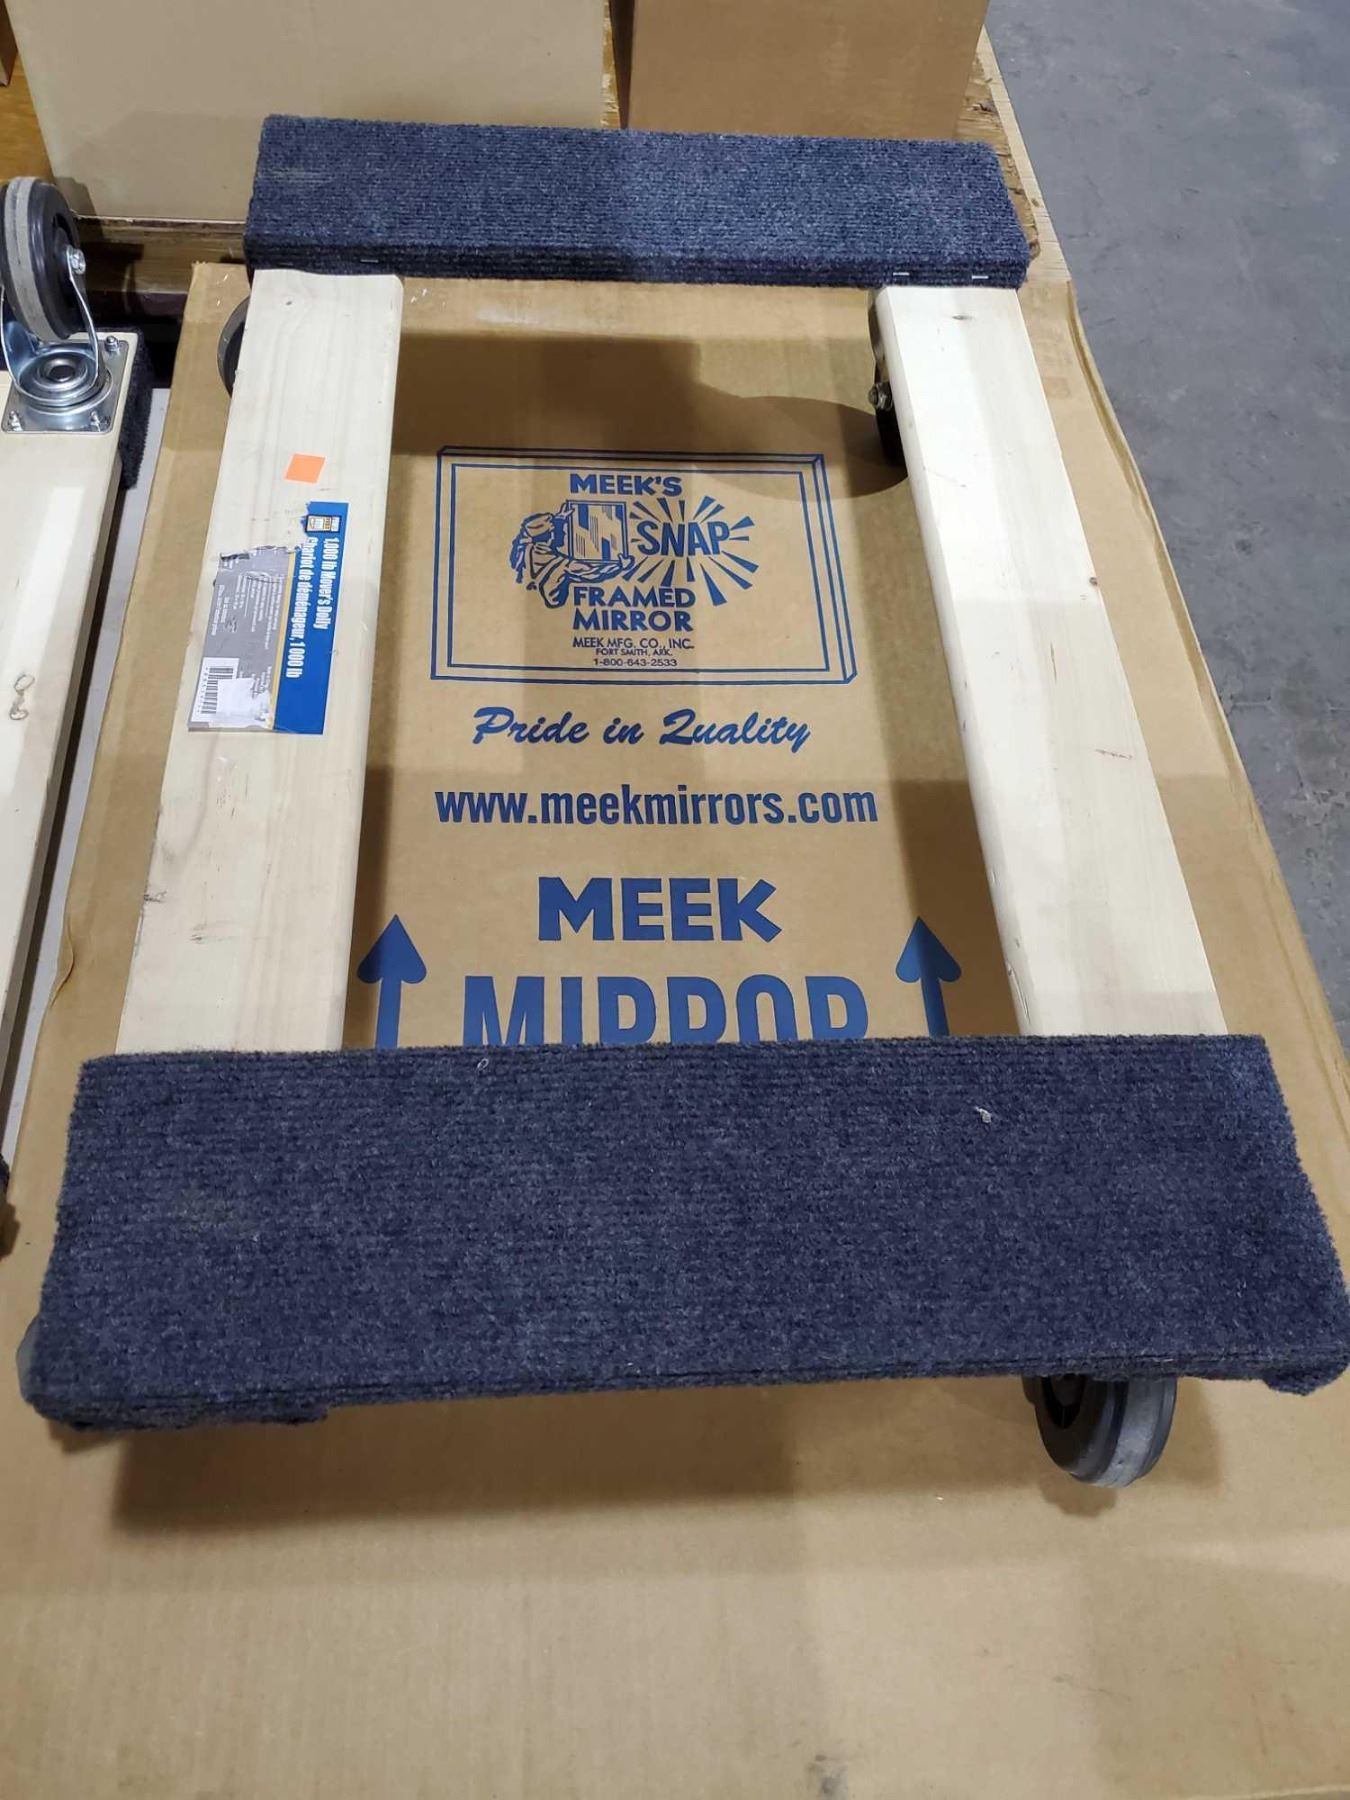 1,000 lb Mover's Dolly
Chariot de déménageur, 1 000 lb
MEEK'S
SNAP
FRAMED
MIRROR
MEEK MFG. CO., INC.
FORT SMITH, ARK.
1-800-643-2533
Pride in Quality
www.meekmirrors.com
MEEK
MIRROR